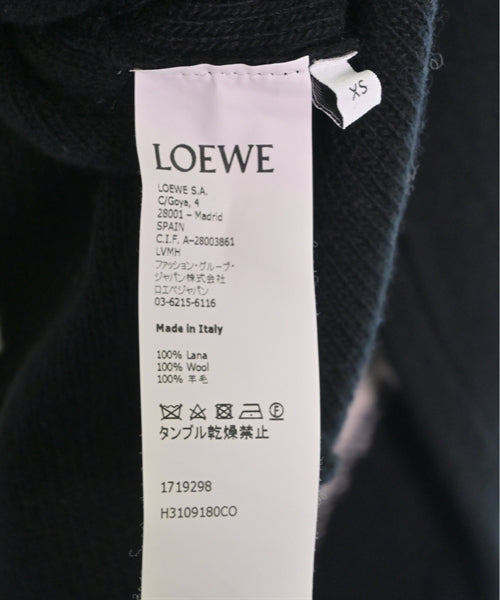 XS
LOEWE
LOEWE S.A.
C/Goya, 4
28001 - Madrid
SPAIN
C.I.F. A-28003861
LVMH
ファッション・グループ・
ジャパン株式会社
ロエベジャパン
03-6215-6116
Made in Italy
100% Lana
100% Wool
100% 羊毛
タンブル乾燥禁止
1719298
H3109180CO